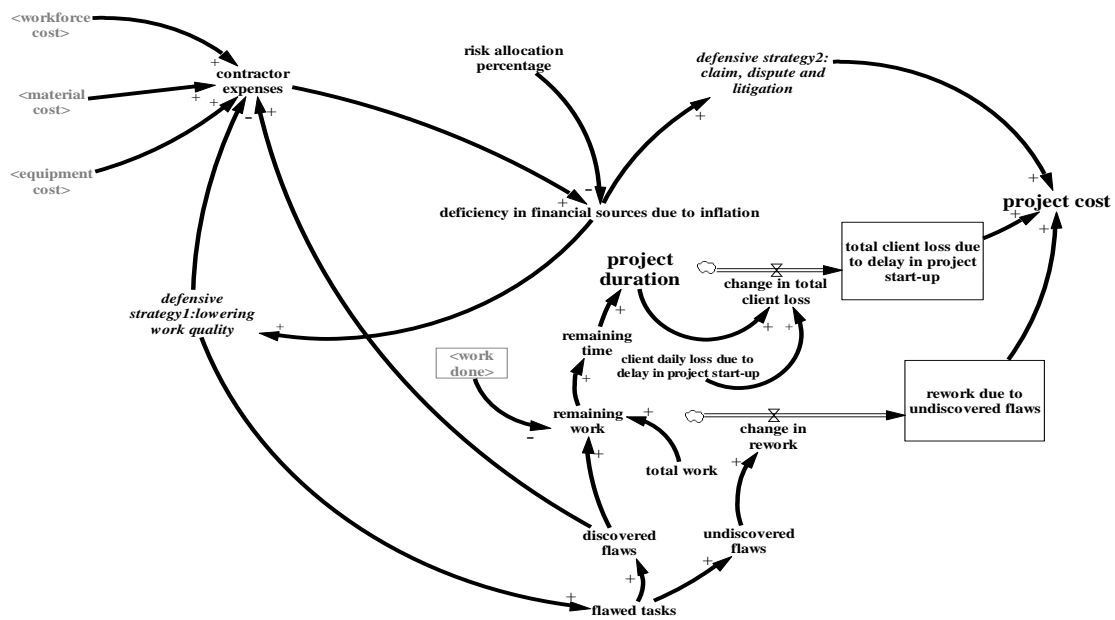 <workforce
cost>
<material
cost>
<equipment
cost>
contractor
expenses
risk allocation
percentage
defensive strategy2:
claim, dispute and
litigation
project cost
deficiency in financial sources due to inflation
project
duration
change in total
client loss
total client loss due
to delay in project
start-up
defensive
strategy1:lowering
work quality
remaining
time
client daily loss due to
delay in project start-up
<work
done>
remaining
work
total work
change in
rework
rework due to
undiscovered flaws
discovered
flaws
undiscovered
flaws
flawed tasks